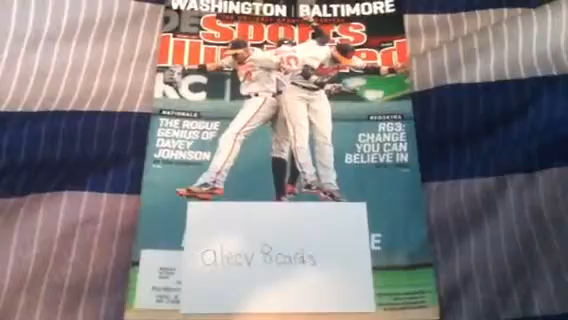 WASHINGTON | BALTIMORE
Sports
Illustrated
NATIONALS
THE ROGUE
GENIUS OF
DAVEY
JOHNSON
REDSKINS
RG3:
CHANGE
YOU CAN
BELIEVE IN
10
E
alecv8cards